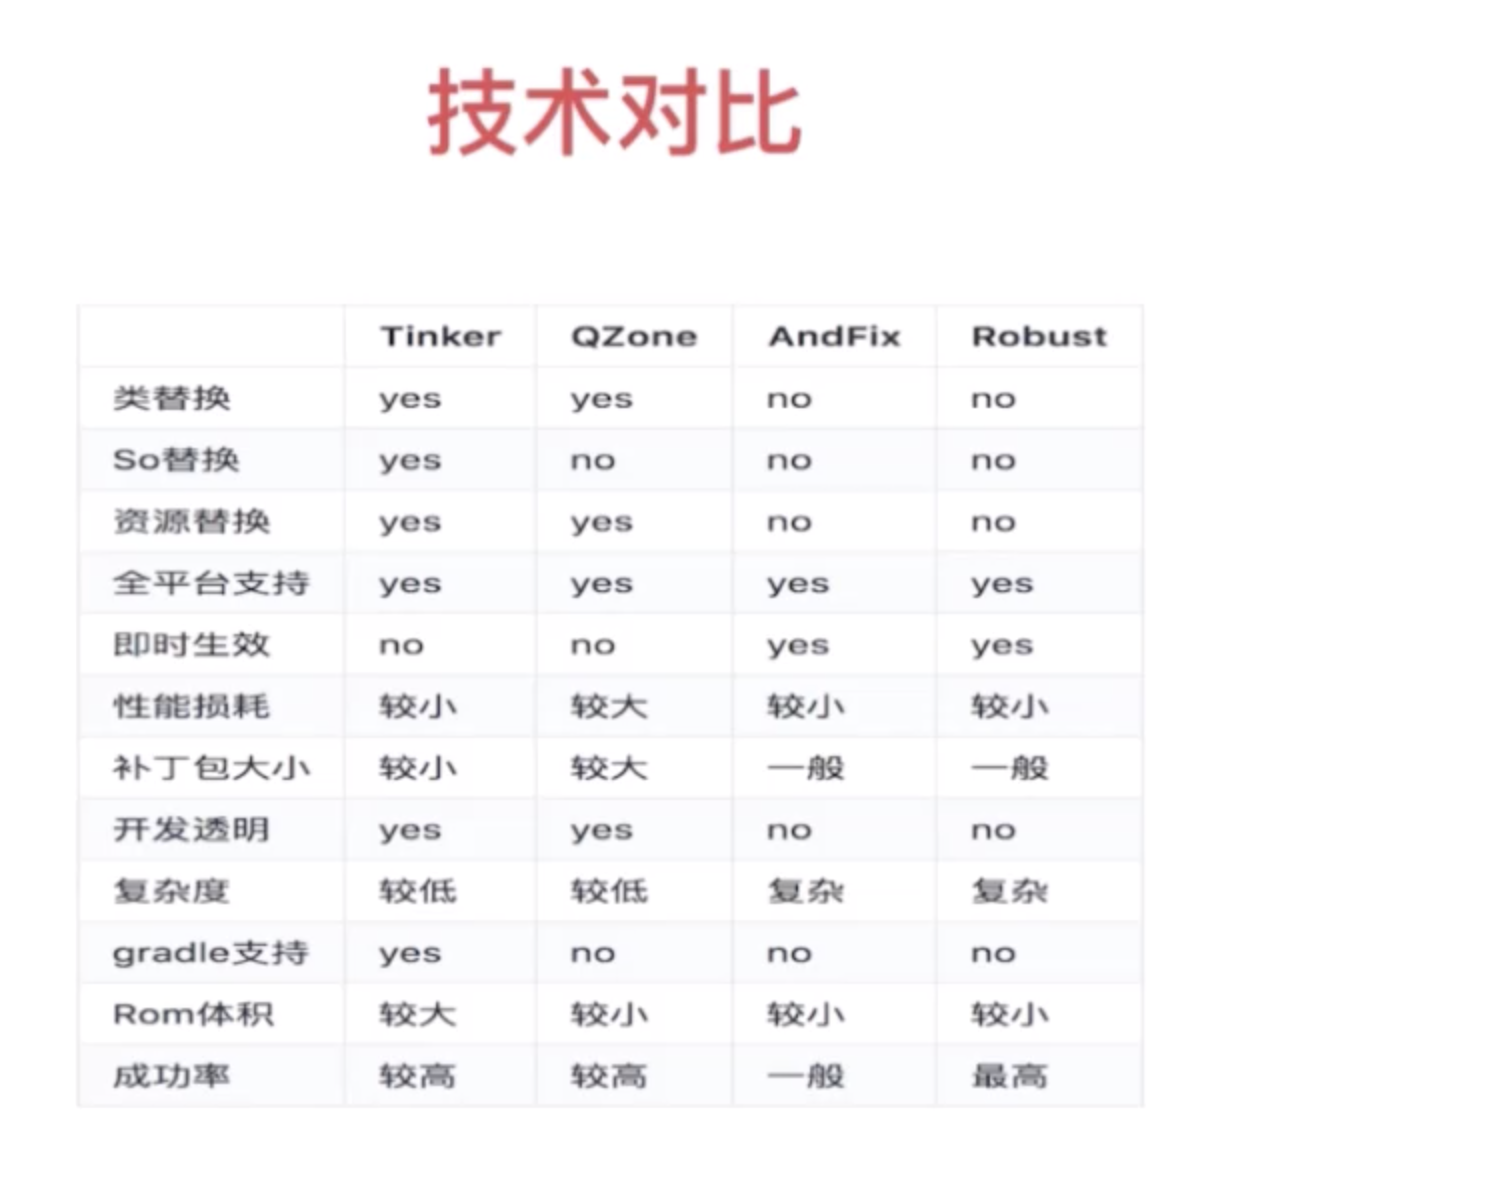 技术对比
Tinker QZone AndFix Robust
类替换 yes yes no no
So替换 yes no no no
资源替换 yes yes no no
全平台支持 yes yes yes yes
即时生效 no no yes yes
性能损耗 较小 较大 较小 较小
补丁包大小 较小 较大 一般 一般
开发透明 yes yes no no
复杂度 较低 较低 复杂 复杂
gradle支持 yes no no no
Rom体积 较大 较小 较小 较小
成功率 较高 较高 一般 最高